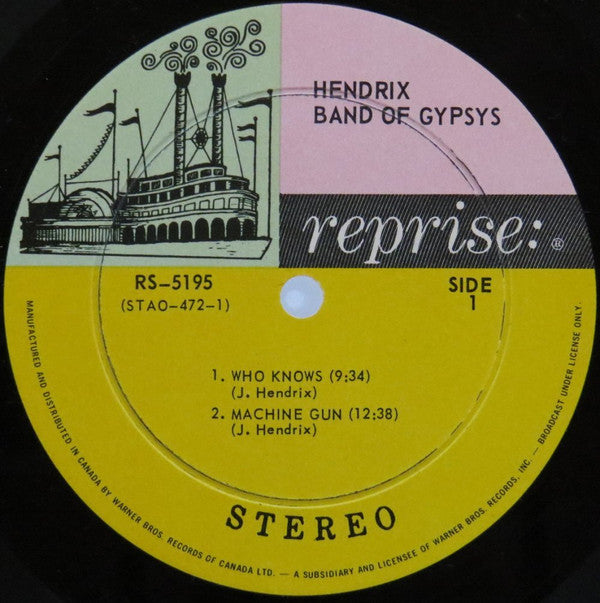 HENDRIX
BAND OF GYPSYS
reprise: ®
RS-5195
(STAO-472-1)
SIDE
1
1. WHO KNOWS (9:34)
(J. Hendrix)
2. MACHINE GUN (12:38)
(J. Hendrix)
STEREO
MANUFACTURED AND DISTRIBUTED IN CANADA BY WARNER BROS. RECORDS OF CANADA LTD. — A SUBSIDIARY AND LICENSEE OF WARNER BROS. RECORDS, INC. — BROADCAST UNDER LICENSE ONLY.